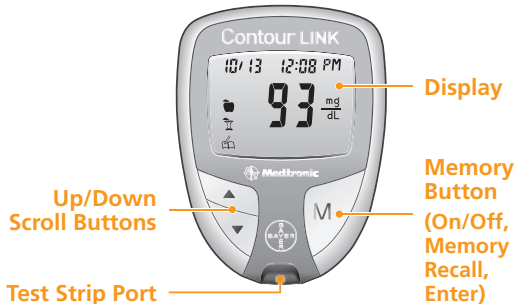 Contour LINK
10/13 12:08 PM
93 mg/dL
Display
Medtronic
Memory
Button
(On/Off,
Memory
Recall,
Enter)
Up/Down
Scroll Buttons
M
BAYER
BAYER
Test Strip Port